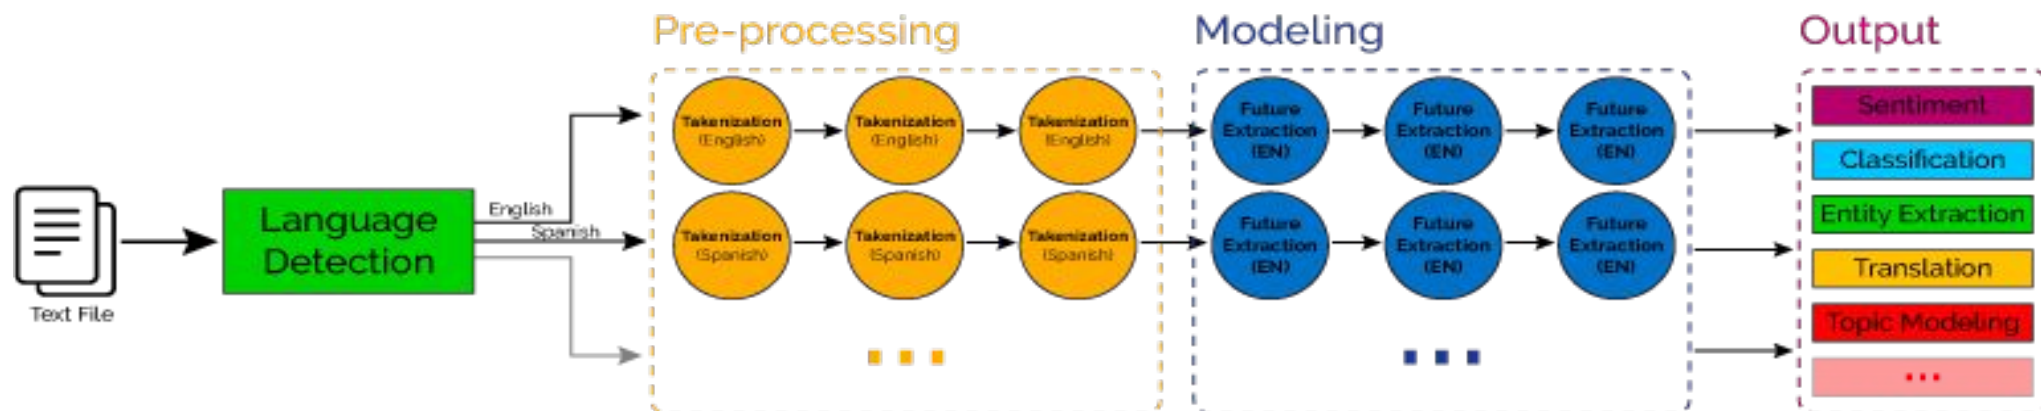 Pre-processing
Modeling
Output
Takenization
(English)
Takenization
(English)
Takenization
(English)
Future
Extraction
(EN)
Future
Extraction
(EN)
Future
Extraction
(EN)
Sentiment
Classification
Language
Detection
English
Spanish
Text File
Takenization
(Spanish)
Takenization
(Spanish)
Takenization
(Spanish)
Future
Extraction
(EN)
Future
Extraction
(EN)
Future
Extraction
(EN)
Entity Extraction
Translation
Topic Modeling
...